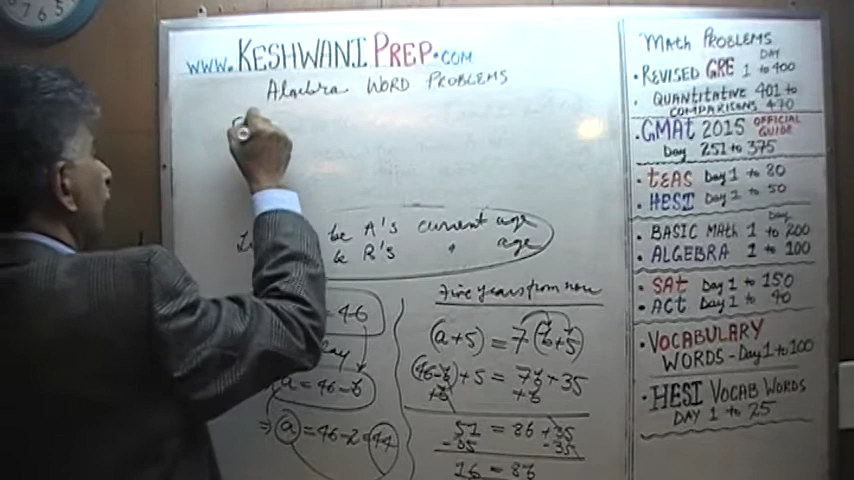 www.KESHWANIPREP.COM
Algebra WORD PROBLEMS
be A's current age
be R's " age
= 46
a = 46 - r
⇒ a = 46 - 2 = 44
Five years from now
(a+5) = 7(r+5)
(46-r)+5 = 7r+35
+r +r
51 = 8r + 35
-35 -35
16 = 8r
MATH PROBLEMS
DAY
• REVISED GRE 1 to 400
• QUANTITATIVE 401 to
COMPARISONS 470
• GMAT 2015 OFFICIAL
GUIDE
Day 251 to 375
• TEAS Day 1 to 80
• HESI Day 1 to 50
Day
• BASIC MATH 1 to 200
• ALGEBRA 1 to 100
• SAT Day 1 to 150
• ACT Day 1 to 90
• VOCABULARY
WORDS - Day 1 to 100
• HESI VOCAB WORDS
DAY 1 to 25